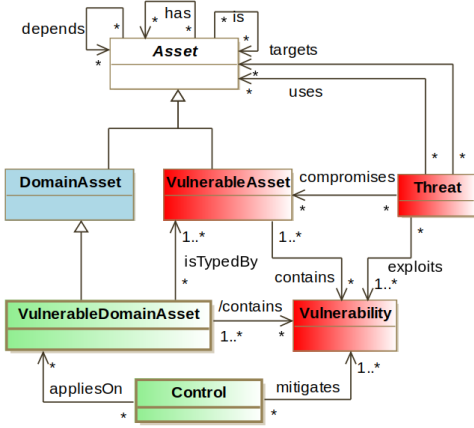 has
is
depends
*
*
*
*
Asset
*
*
targets
*
*
uses
*
*
DomainAsset
VulnerableAsset
compromises
Threat
*
*
*
1..*
1..*
isTypedBy
contains
exploits
*
*
1..*
VulnerableDomainAsset
/contains
Vulnerability
1..*
*
*
1..*
appliesOn
Control
mitigates
*
*